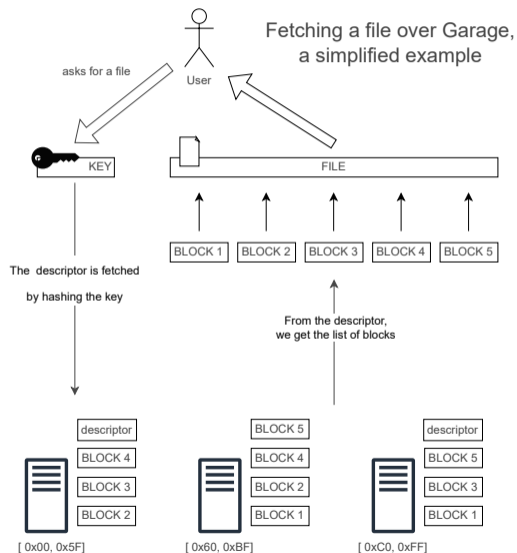 Fetching a file over Garage,
a simplified example
asks for a file
User
KEY
FILE
BLOCK 1
BLOCK 2
BLOCK 3
BLOCK 4
BLOCK 5
The descriptor is fetched
by hashing the key
From the descriptor,
we get the list of blocks
descriptor
BLOCK 4
BLOCK 3
BLOCK 2
[ 0x00, 0x5F]
BLOCK 5
BLOCK 4
BLOCK 2
BLOCK 1
[ 0x60, 0xBF]
descriptor
BLOCK 5
BLOCK 3
BLOCK 1
[ 0xC0, 0xFF]